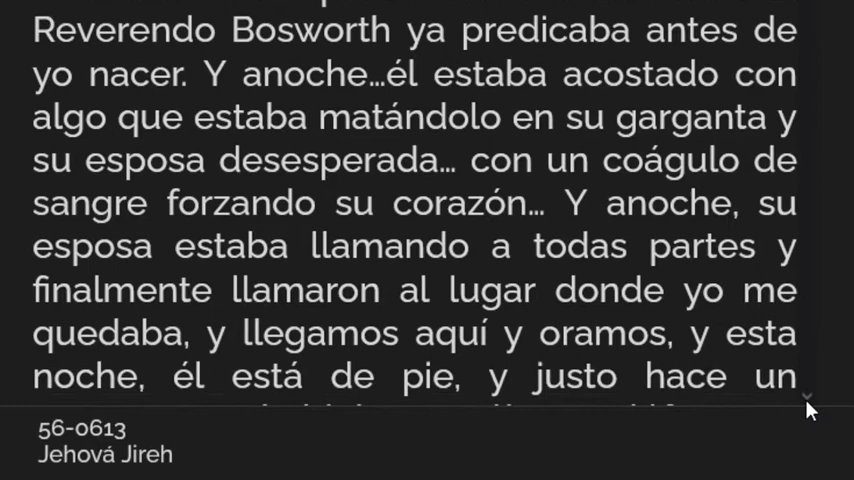 Reverendo Bosworth ya predicaba antes de
yo nacer. Y anoche...él estaba acostado con
algo que estaba matándolo en su garganta y
su esposa desesperada... con un coágulo de
sangre forzando su corazón... Y anoche, su
esposa estaba llamando a todas partes y
finalmente llamaron al lugar donde yo me
quedaba, y llegamos aquí y oramos, y esta
noche, él está de pie, y justo hace un
56-0613
Jehová Jireh